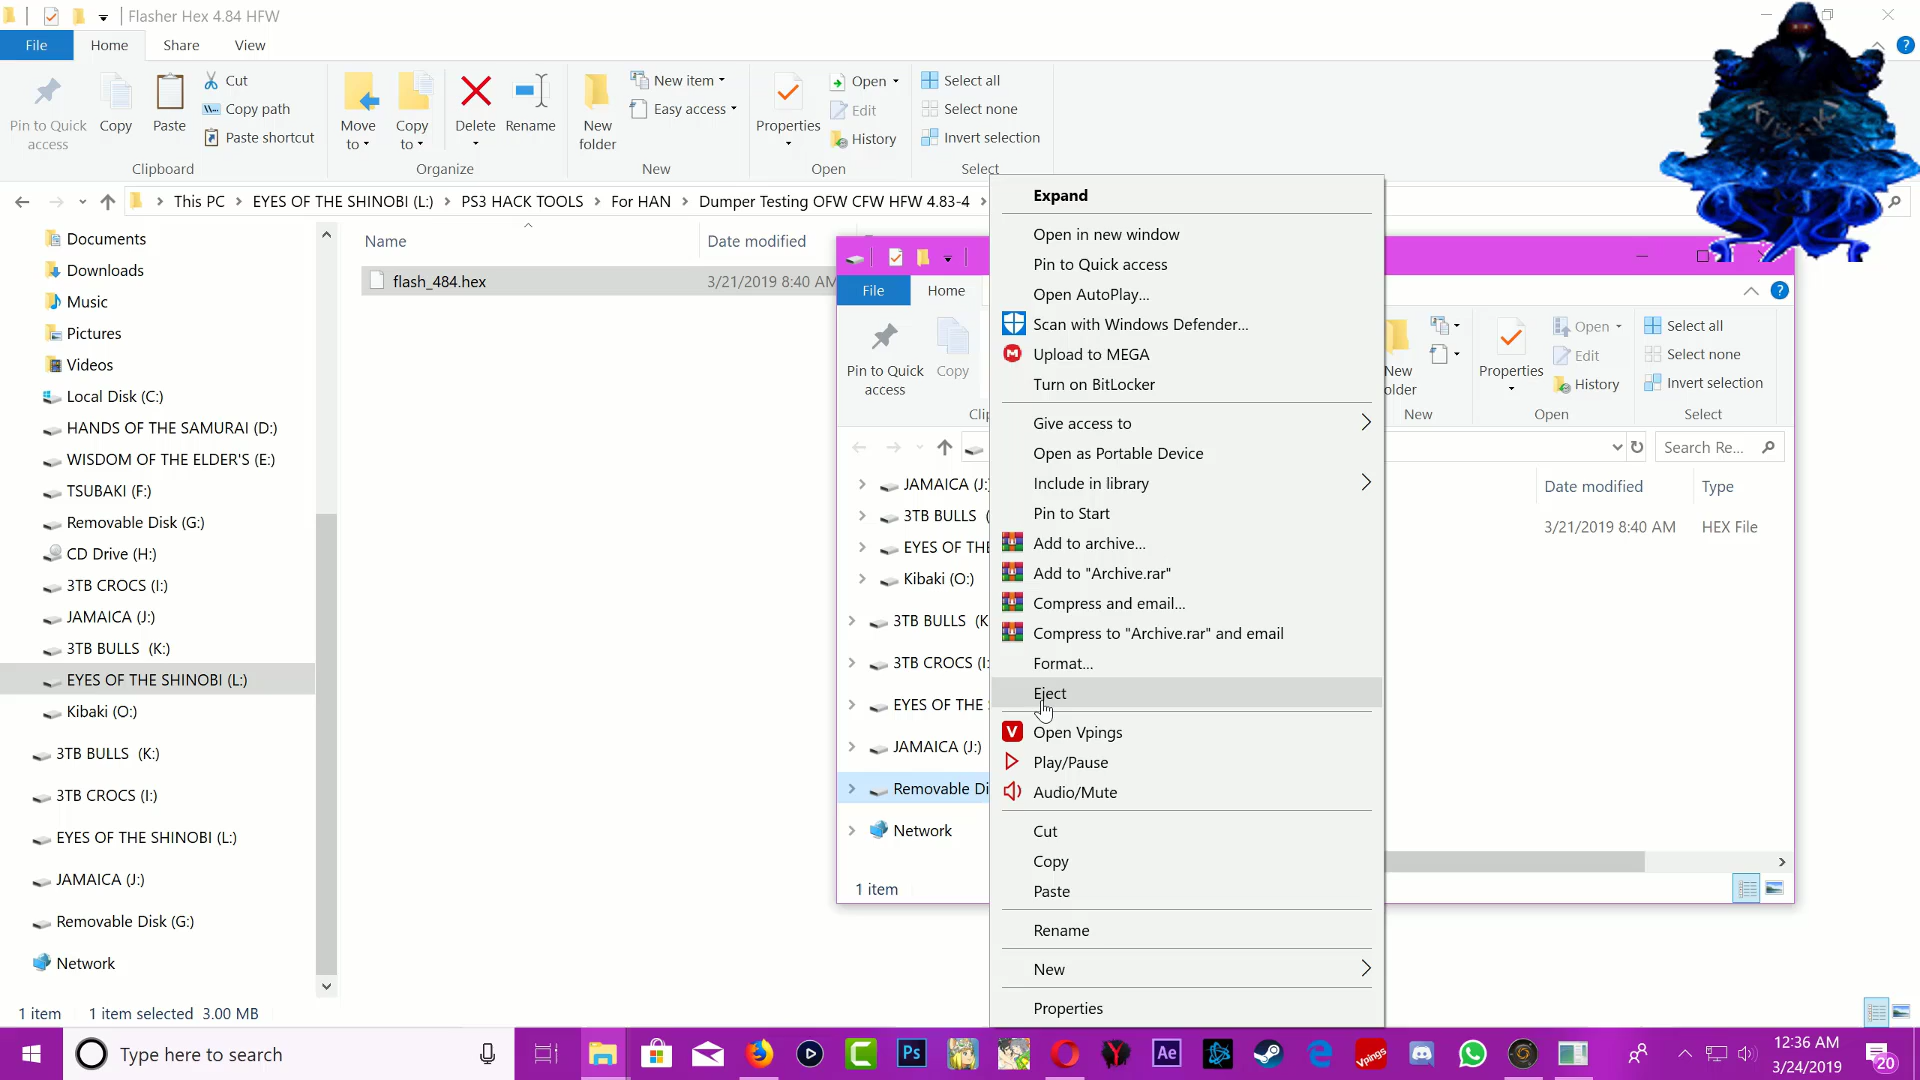 Flasher Hex 4.84 HFW
File Home Share View
Pin to Quick access
Copy
Paste
Cut
Copy path
Paste shortcut
Clipboard
Move to
Copy to
Delete
Rename
Organize
New folder
New item
Easy access
New
Properties
Open
Edit
History
Open
Select all
Select none
Invert selection
Select
This PC > EYES OF THE SHINOBI (L:) > PS3 HACK TOOLS > For HAN > Dumper Testing OFW CFW HFW 4.83-4 >
Documents
Downloads
Music
Pictures
Videos
Local Disk (C:)
HANDS OF THE SAMURAI (D:)
WISDOM OF THE ELDER'S (E:)
TSUBAKI (F:)
Removable Disk (G:)
CD Drive (H:)
3TB CROCS (I:)
JAMAICA (J:)
3TB BULLS (K:)
EYES OF THE SHINOBI (L:)
Kibaki (O:)
3TB BULLS (K:)
3TB CROCS (I:)
EYES OF THE SHINOBI (L:)
JAMAICA (J:)
Removable Disk (G:)
Network
Name Date modified
flash_484.hex 3/21/2019 8:40 AM
1 item 1 item selected 3.00 MB
File Home
Pin to Quick access
Copy
New
Properties
Open
Edit
History
Open
Select all
Select none
Invert selection
Select
Search Re...
JAMAICA (J:)
3TB BULLS
EYES OF THE
Kibaki (O:)
3TB BULLS (K
3TB CROCS (I:
EYES OF THE
JAMAICA (J:)
Removable Di
Network
Date modified Type
3/21/2019 8:40 AM HEX File
1 item
Expand
Open in new window
Pin to Quick access
Open AutoPlay...
Scan with Windows Defender...
Upload to MEGA
Turn on BitLocker
Give access to
Open as Portable Device
Include in library
Pin to Start
Add to archive...
Add to "Archive.rar"
Compress and email...
Compress to "Archive.rar" and email
Format...
Eject
Open Vpings
Play/Pause
Audio/Mute
Cut
Copy
Paste
Rename
New
Properties
Type here to search
Ps
Ae
Vpings
12:36 AM
3/24/2019
20